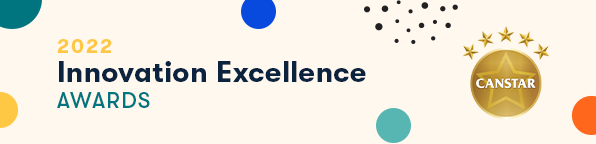 2022
Innovation Excellence
AWARDS
CANSTAR